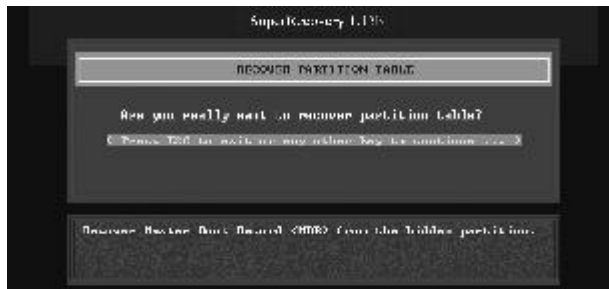 SuperRecovery
RECOVER PARTITION TABLE
Are you really wait to recover partition table?
( Press ESC to exit or any other key to continue ... )
Recover Master Boot Record <MBR> from the hidden partition.